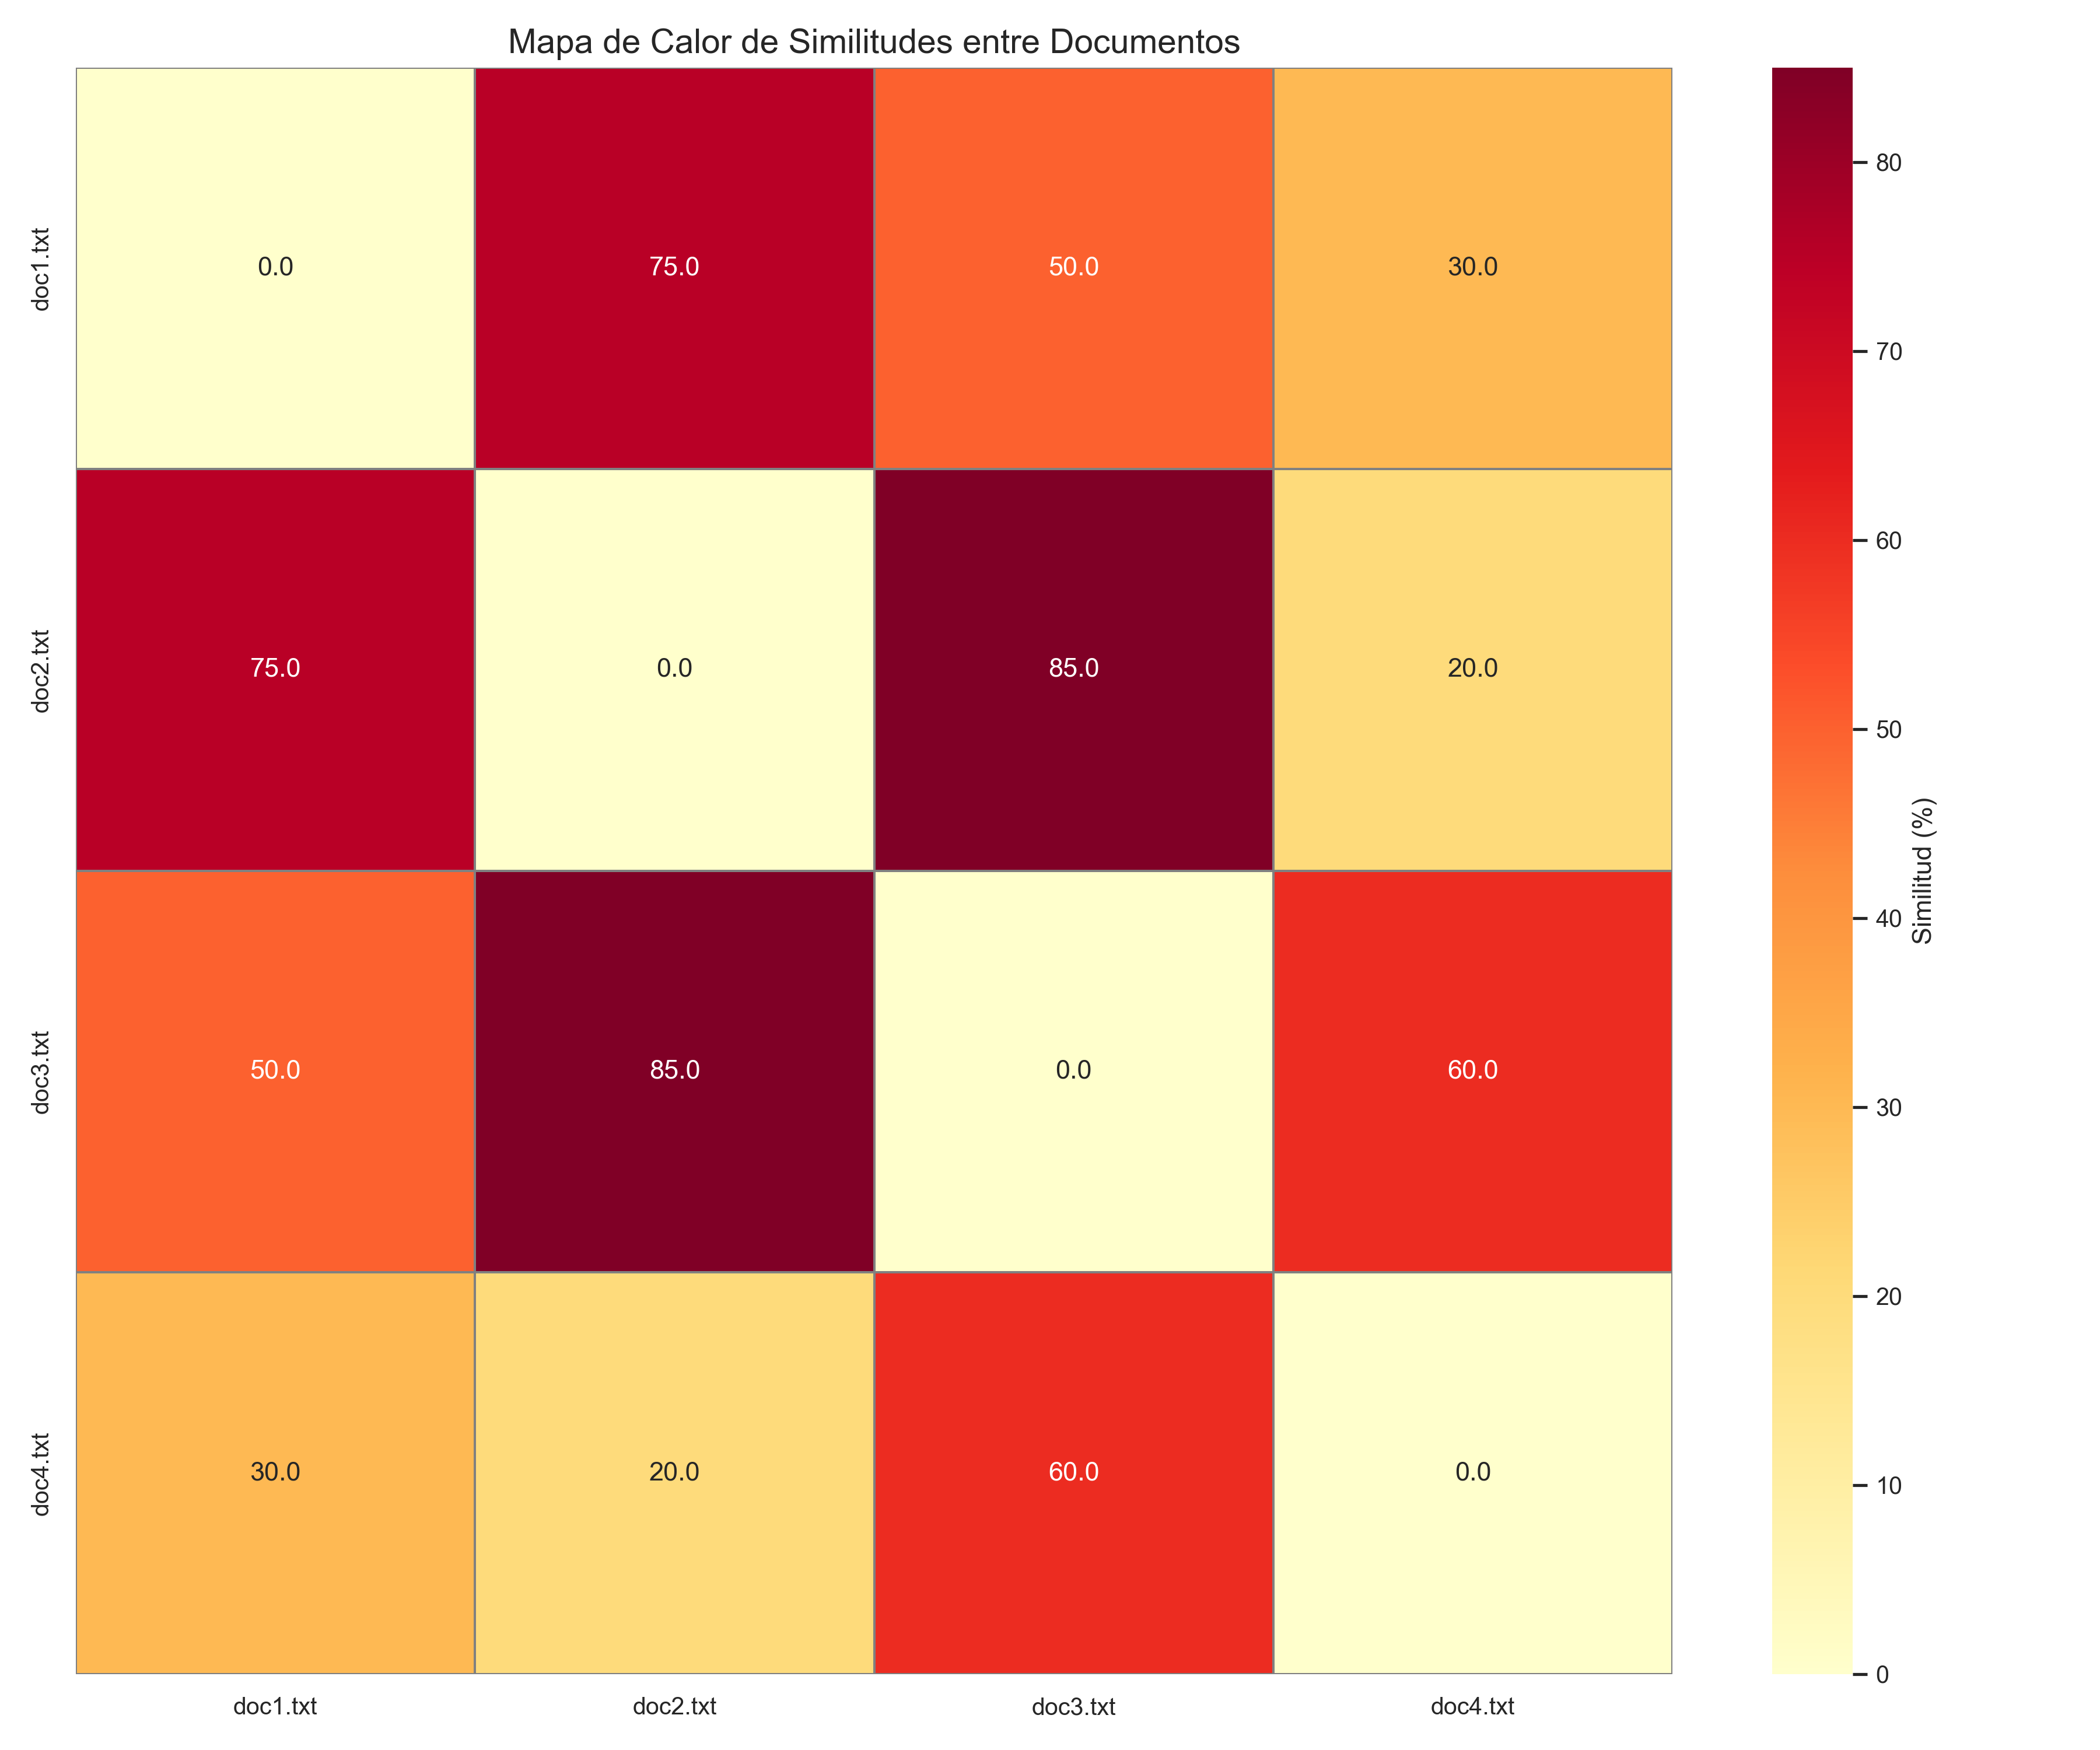 Mapa de Calor de Similitudes entre Documentos
doc1.txt
0.0 75.0 50.0 30.0
doc2.txt
75.0 0.0 85.0 20.0
doc3.txt
50.0 85.0 0.0 60.0
doc4.txt
30.0 20.0 60.0 0.0
doc1.txt doc2.txt doc3.txt doc4.txt
80
70
60
50
40
30
20
10
0
Similitud (%)